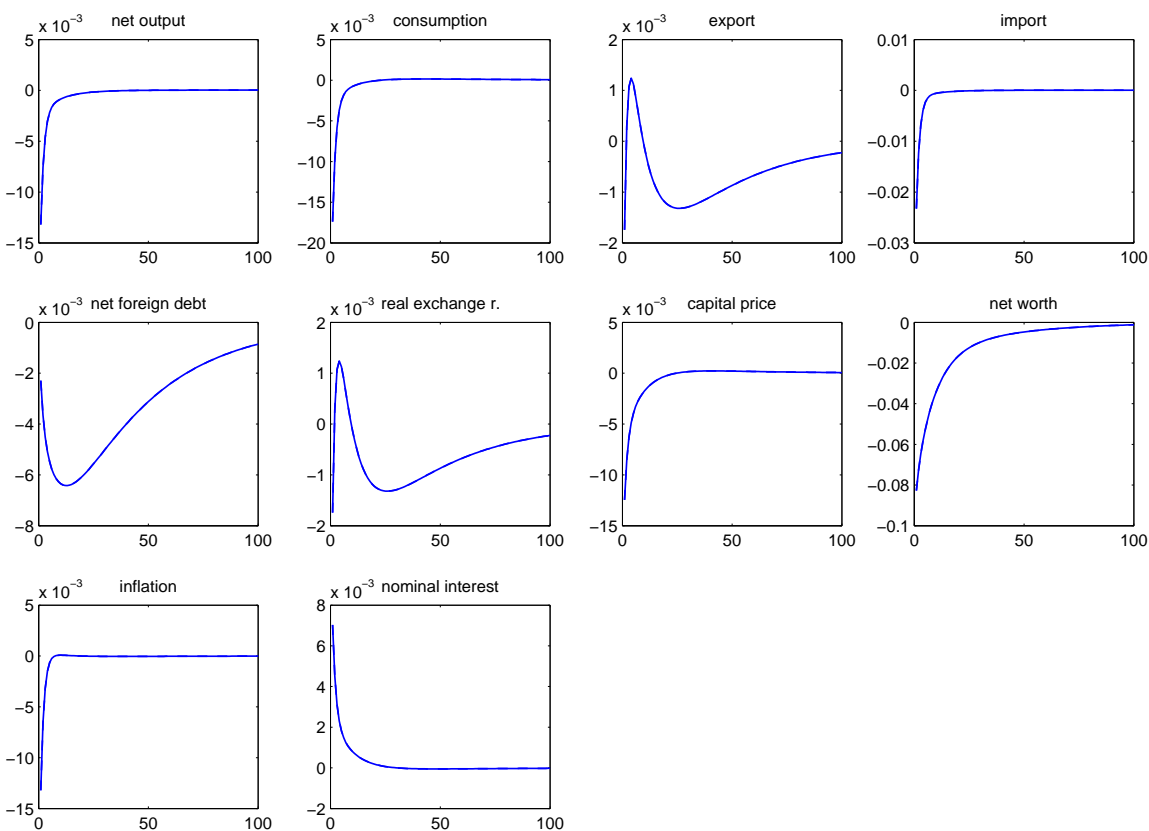 net output
x 10⁻³
5
0
−5
−10
−15
0 50 100
consumption
x 10⁻³
5
0
−5
−10
−15
−20
0 50 100
export
x 10⁻³
2
1
0
−1
−2
0 50 100
import
0.01
0
−0.01
−0.02
−0.03
0 50 100
net foreign debt
x 10⁻³
0
−2
−4
−6
−8
0 50 100
real exchange r.
x 10⁻³
2
1
0
−1
−2
0 50 100
capital price
x 10⁻³
5
0
−5
−10
−15
0 50 100
net worth
0
−0.02
−0.04
−0.06
−0.08
−0.1
0 50 100
inflation
x 10⁻³
5
0
−5
−10
−15
0 50 100
nominal interest
x 10⁻³
8
6
4
2
0
−2
0 50 100